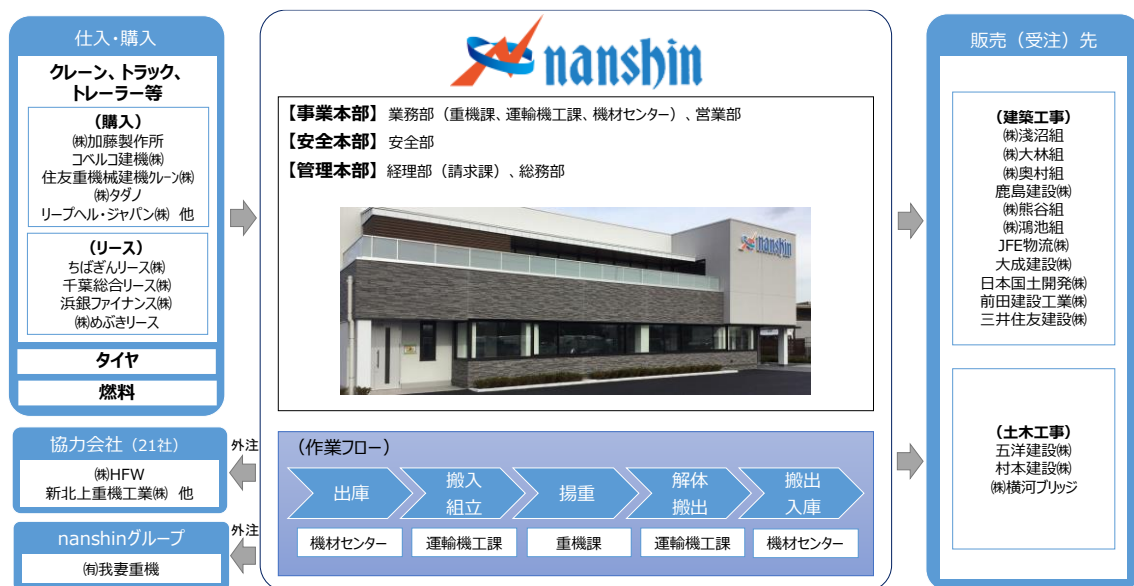 仕入・購入
クレーン、トラック、
トレーラー等
(購入)
㈱加藤製作所
コベルコ建機㈱
住友重機械建機クレーン㈱
㈱タダノ
リープヘル・ジャパン㈱ 他
(リース)
ちばぎんリース㈱
千葉総合リース㈱
浜銀ファイナンス㈱
㈱めぶきリース
タイヤ
燃料
協力会社（21社）
㈱HFW
新北上重機工業㈱ 他
nanshinグループ
㈲我妻重機
外注
外注
nanshin
【事業本部】業務部（重機課、運輸機工課、機材センター）、営業部
【安全本部】安全部
【管理本部】経理部（請求課）、総務部
nanshin
（作業フロー）
出庫
搬入
組立
揚重
解体
搬出
搬出
入庫
機材センター
運輸機工課
重機課
運輸機工課
機材センター
販売（受注）先
(建築工事)
㈱淺沼組
㈱大林組
㈱奥村組
鹿島建設㈱
㈱熊谷組
㈱鴻池組
JFE物流㈱
大成建設㈱
日本国土開発㈱
前田建設工業㈱
三井住友建設㈱
(土木工事)
五洋建設㈱
村本建設㈱
㈱横河ブリッジ